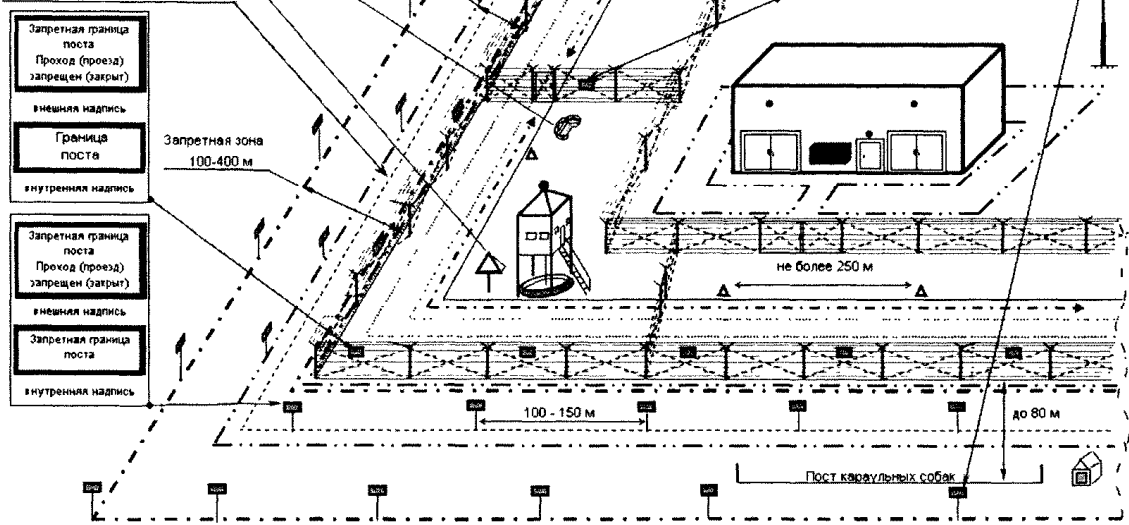 Запретная граница
поста
Проход (проезд)
запрещен (закрыт)
внешняя надпись
Граница
поста
внутренняя надпись
Запретная зона
100-400 м
Запретная граница
поста
Проход (проезд)
запрещен (закрыт)
внешняя надпись
Запретная граница
поста
внутренняя надпись
не более 250 м
100 - 150 м
до 80 м
Пост караульных собак